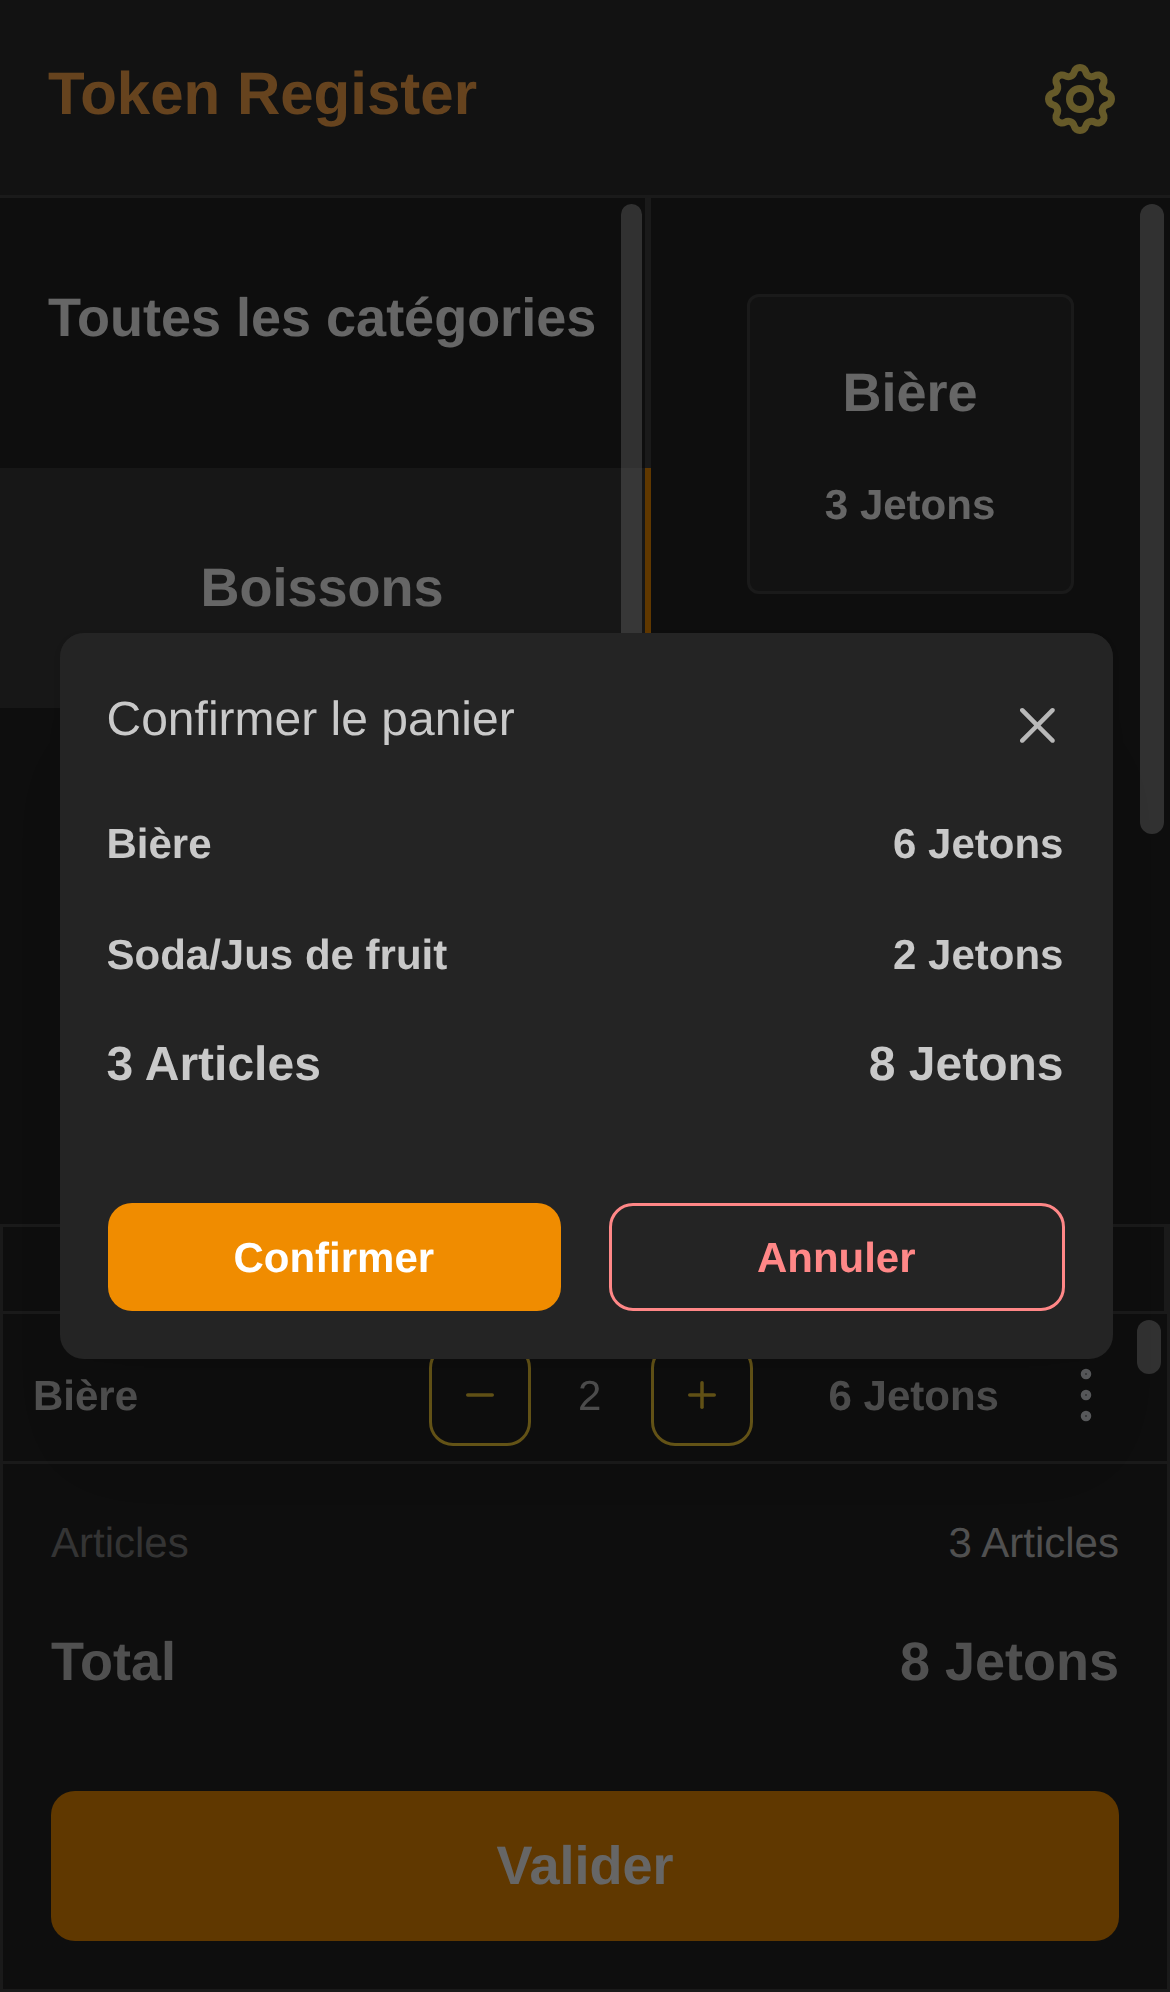 Token Register
Toutes les catégories
Bière
3 Jetons
Boissons
Confirmer le panier
Bière 6 Jetons
Soda/Jus de fruit 2 Jetons
3 Articles 8 Jetons
Confirmer Annuler
Bière 2 6 Jetons
Articles 3 Articles
Total 8 Jetons
Valider